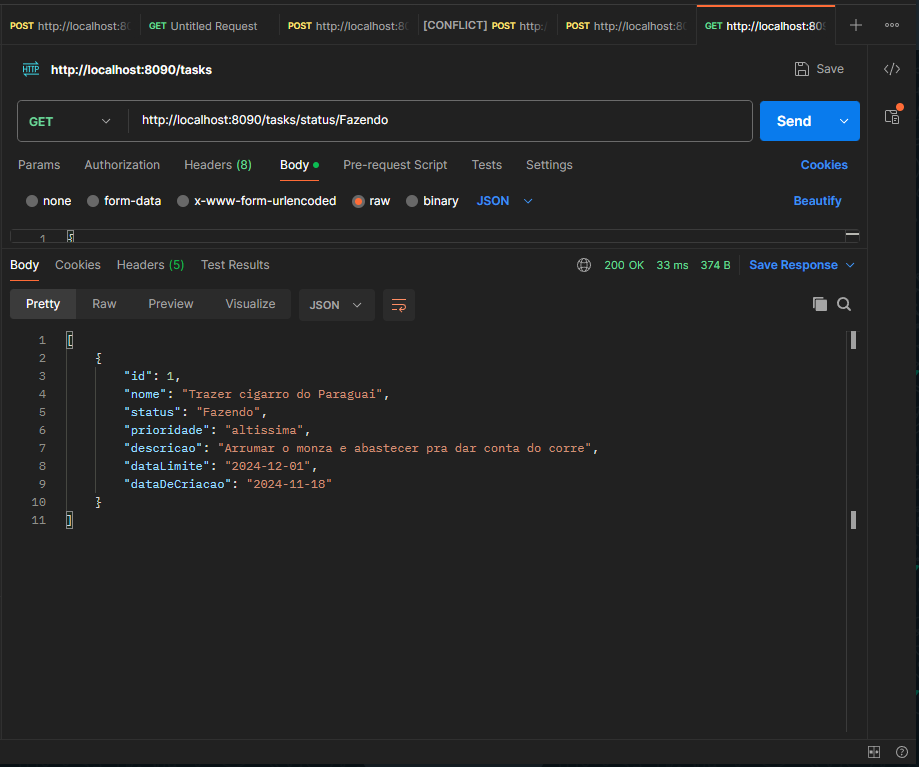 POST http://localhost:8 GET Untitled Request POST http://localhost:8 [CONFLICT] POST http: POST http://localhost:8 GET http://localhost:80
HTTP http://localhost:8090/tasks Save
GET http://localhost:8090/tasks/status/Fazendo Send
Params Authorization Headers (8) Body Pre-request Script Tests Settings Cookies
none form-data x-www-form-urlencoded raw binary JSON Beautify
1 {
Body Cookies Headers (5) Test Results 200 OK 33 ms 374 B Save Response
Pretty Raw Preview Visualize JSON
1 [
2 {
3 "id": 1,
4 "nome": "Trazer cigarro do Paraguai",
5 "status": "Fazendo",
6 "prioridade": "altissima",
7 "descricao": "Arrumar o monza e abastecer pra dar conta do corre",
8 "dataLimite": "2024-12-01",
9 "dataDeCriacao": "2024-11-18"
10 }
11 ]